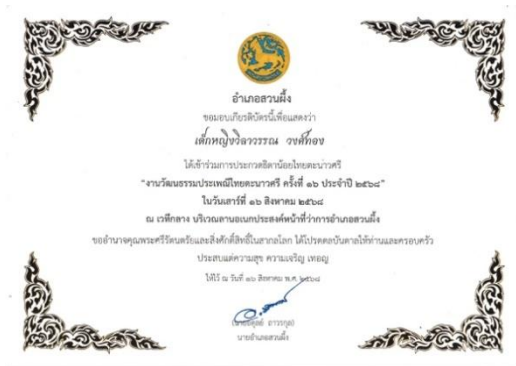 อำเภอสวนผึ้ง
ขอมอบเกียรติบัตรนี้เพื่อแสดงว่า
เด็กหญิงวิลาวรรณ วงศ์ทอง
ได้เข้าร่วมการประกวดธิดาน้อยไทยตะนาวศรี
"งานวัฒนธรรมประเพณีไทยตะนาวศรี ครั้งที่ ๑๖ ประจำปี ๒๕๖๘"
ในวันเสาร์ที่ ๑๖ สิงหาคม ๒๕๖๘
ณ เวทีกลาง บริเวณลานอเนกประสงค์หน้าที่ว่าการอำเภอสวนผึ้ง
ขออำนาจคุณพระศรีรัตนตรัยและสิ่งศักดิ์สิทธิ์ในสากลโลก ได้โปรดดลบันดาลให้ท่านและครอบครัว
ประสบแต่ความสุข ความเจริญ เทอญ
ให้ไว้ ณ วันที่ ๑๖ สิงหาคม พ.ศ. ๒๕๖๘
นายอำเภอสวนผึ้ง